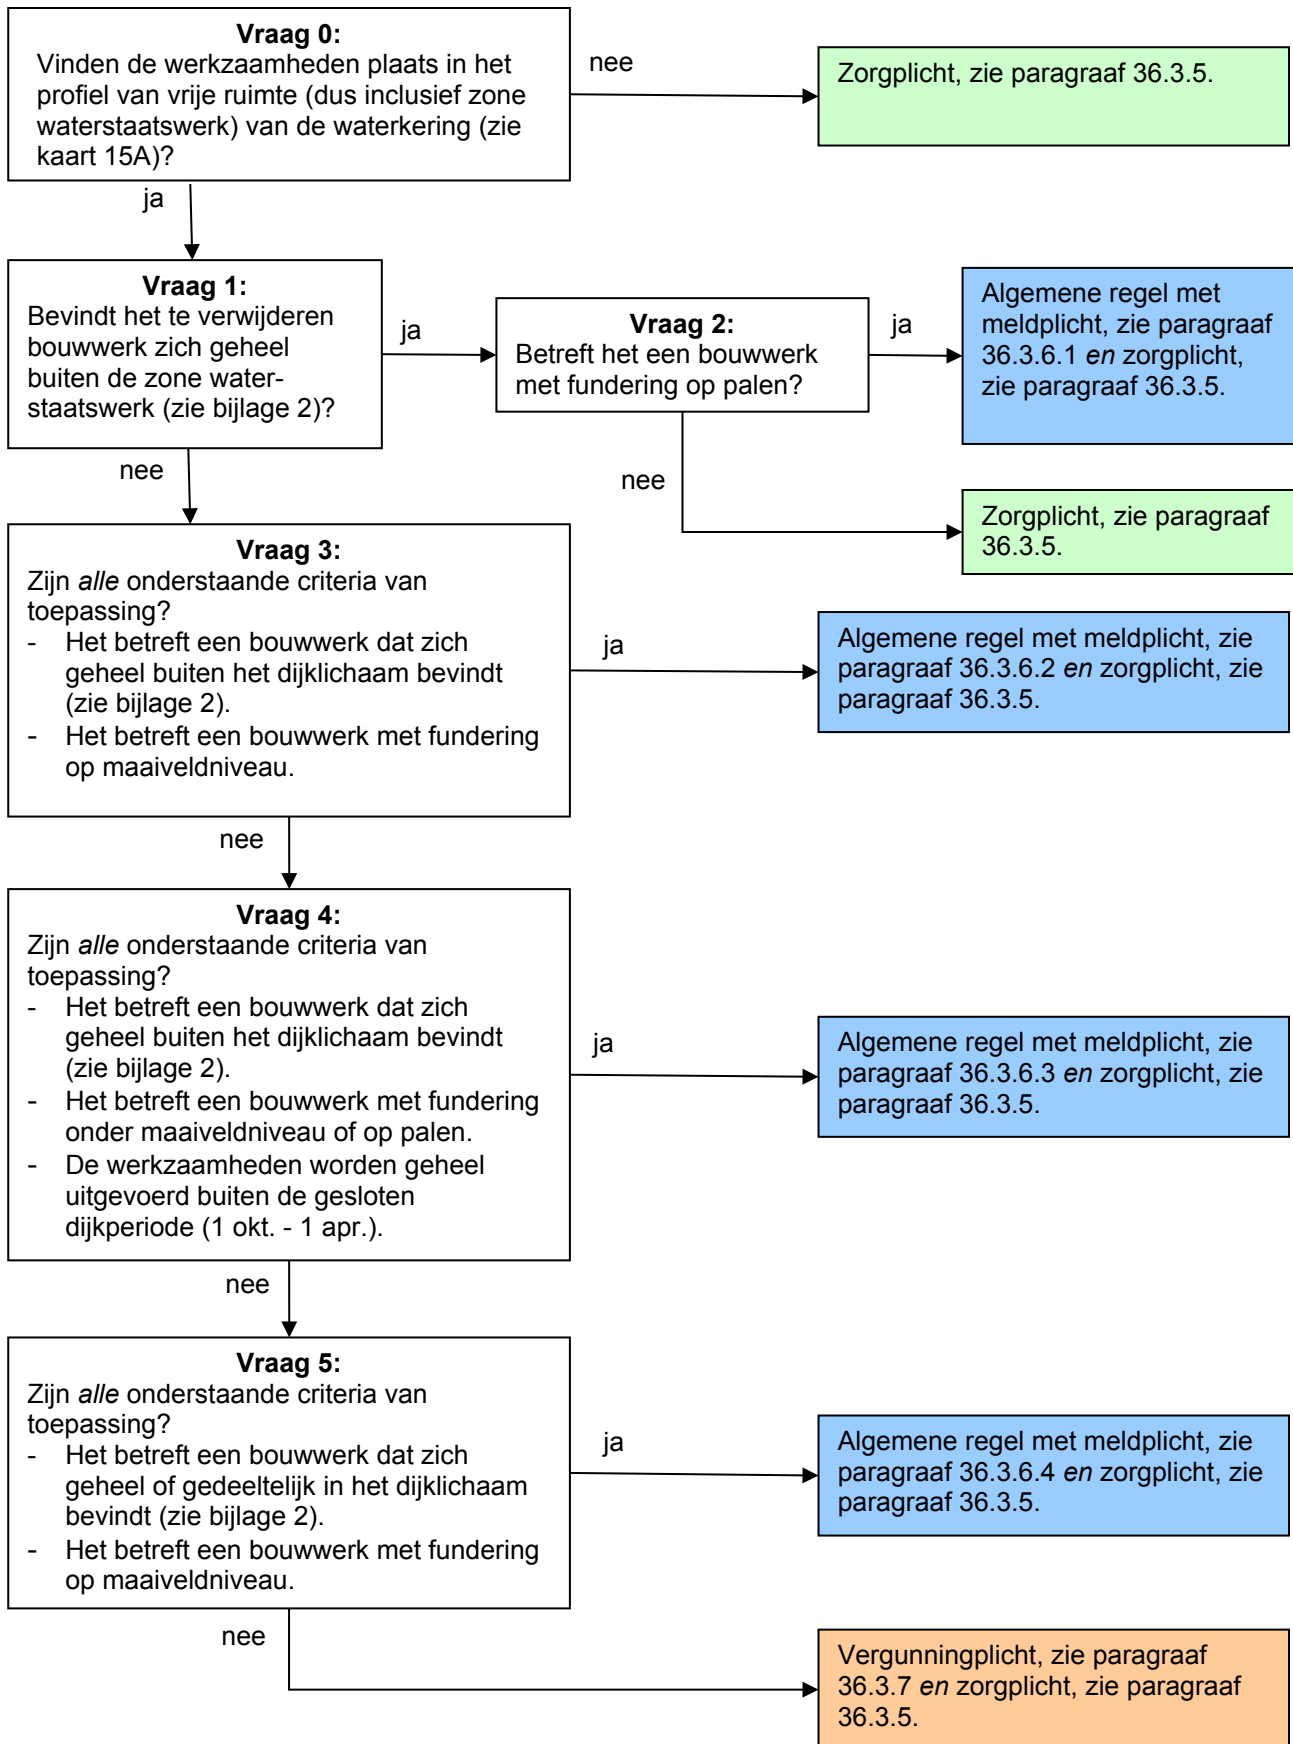 Vraag 0:
Vinden de werkzaamheden plaats in het
profiel van vrije ruimte (dus inclusief zone
waterstaatswerk) van de waterkering (zie
kaart 15A)?
nee
Zorgplicht, zie paragraaf 36.3.5.
ja
Vraag 1:
Bevindt het te verwijderen
bouwwerk zich geheel
buiten de zone water-
staatswerk (zie bijlage 2)?
ja
Vraag 2:
Betreft het een bouwwerk
met fundering op palen?
ja
Algemene regel met
meldplicht, zie paragraaf
36.3.6.1 en zorgplicht,
zie paragraaf 36.3.5.
nee
nee
Zorgplicht, zie paragraaf
36.3.5.
Vraag 3:
Zijn alle onderstaande criteria van
toepassing?
- Het betreft een bouwwerk dat zich
geheel buiten het dijklichaam bevindt
(zie bijlage 2).
- Het betreft een bouwwerk met fundering
op maaiveldniveau.
ja
Algemene regel met meldplicht, zie
paragraaf 36.3.6.2 en zorgplicht, zie
paragraaf 36.3.5.
nee
Vraag 4:
Zijn alle onderstaande criteria van
toepassing?
- Het betreft een bouwwerk dat zich
geheel buiten het dijklichaam bevindt
(zie bijlage 2).
- Het betreft een bouwwerk met fundering
onder maaiveldniveau of op palen.
- De werkzaamheden worden geheel
uitgevoerd buiten de gesloten
dijkperiode (1 okt. - 1 apr.).
ja
Algemene regel met meldplicht, zie
paragraaf 36.3.6.3 en zorgplicht, zie
paragraaf 36.3.5.
nee
Vraag 5:
Zijn alle onderstaande criteria van
toepassing?
- Het betreft een bouwwerk dat zich
geheel of gedeeltelijk in het dijklichaam
bevindt (zie bijlage 2).
- Het betreft een bouwwerk met fundering
op maaiveldniveau.
ja
Algemene regel met meldplicht, zie
paragraaf 36.3.6.4 en zorgplicht, zie
paragraaf 36.3.5.
nee
Vergunningplicht, zie paragraaf
36.3.7 en zorgplicht, zie paragraaf
36.3.5.